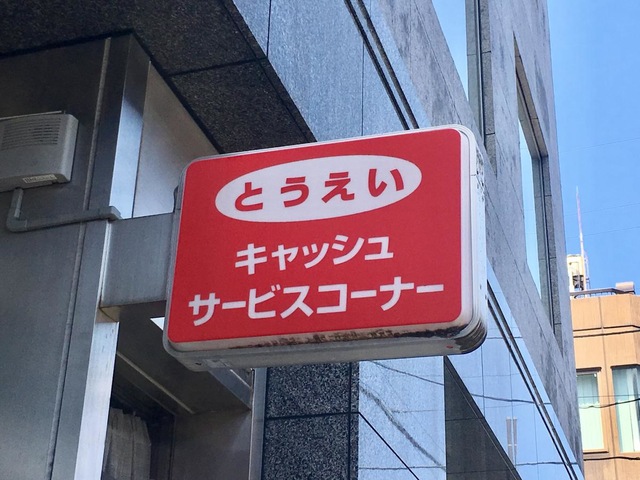 とうえい
キャッシュ
サービスコーナー